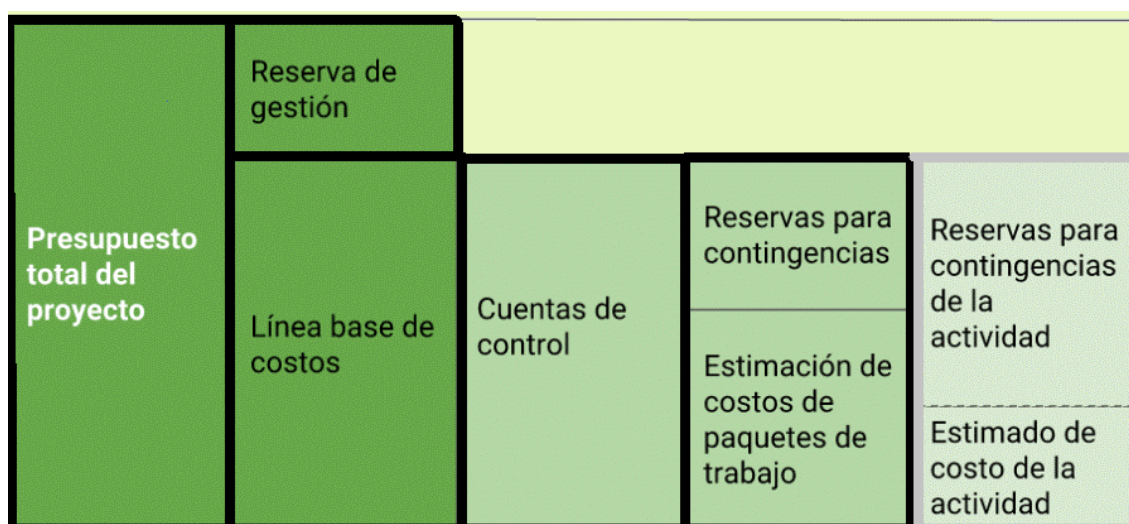 Presupuesto
total del
proyecto
Reserva de
gestión
Línea base de
costos
Cuentas de
control
Reservas para
contingencias
Estimación de
costos de
paquetes de
trabajo
Reservas para
contingencias
de la
actividad
Estimado de
costo de la
actividad